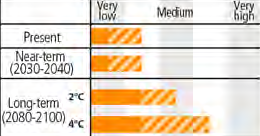 Very
low
Medium
Very
high
Present
Near-term
(2030-2040)
Long-term
(2080-2100)
2°C
4°C